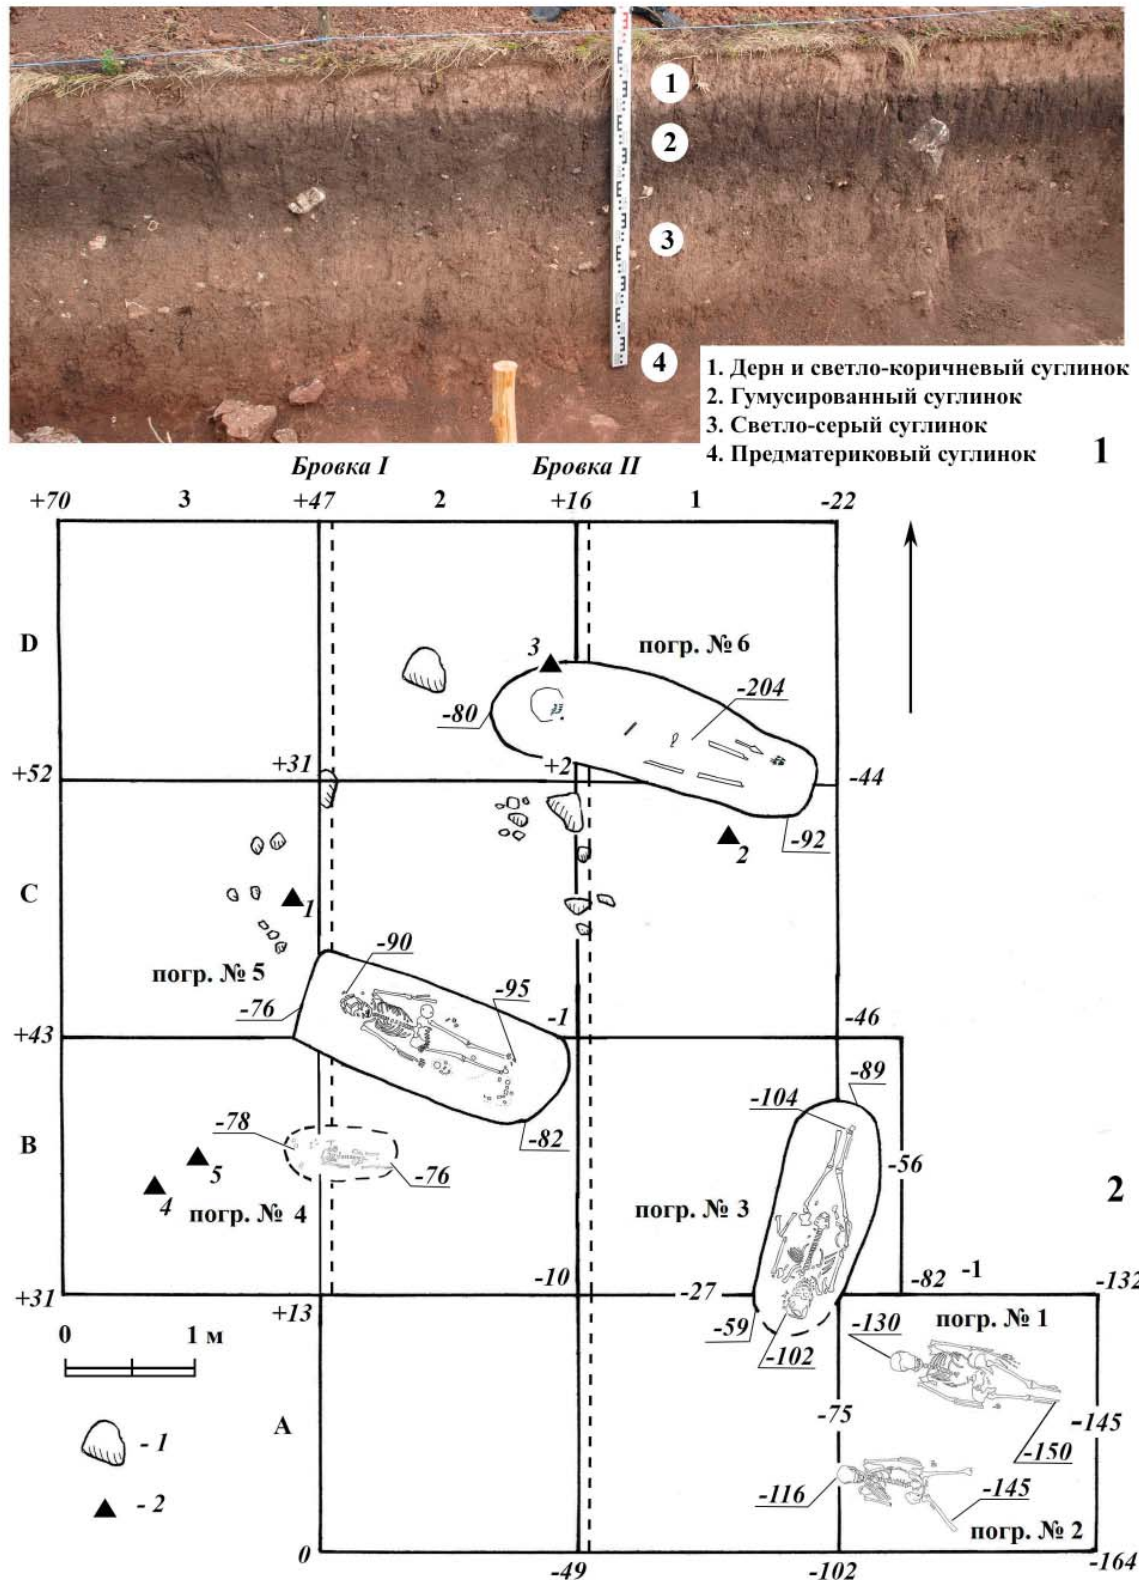 1
2
3
4
1. Дерн и светло-коричневый суглинок
2. Гумусированный суглинок
3. Светло-серый суглинок
4. Предматериковый суглинок
1
Бровка I Бровка II
+70 3 +47 2 +16 1 -22
D
3 погр. № 6
-204
-80
+52 +31 +2 -44
2 -92
C
1
погр. № 5 -90
-76 -95
+43 -1 -46
-89
-104
-78
B -82
-56
5 -76
4 погр. № 4 погр. № 3 2
+31 -10 -27 -82 -1 -132
+13
0 1 м -59 -130 погр. № 1
-102
A -75 -145
- 1 -150
-116 -145
- 2
погр. № 2
0 -49 -102 -164